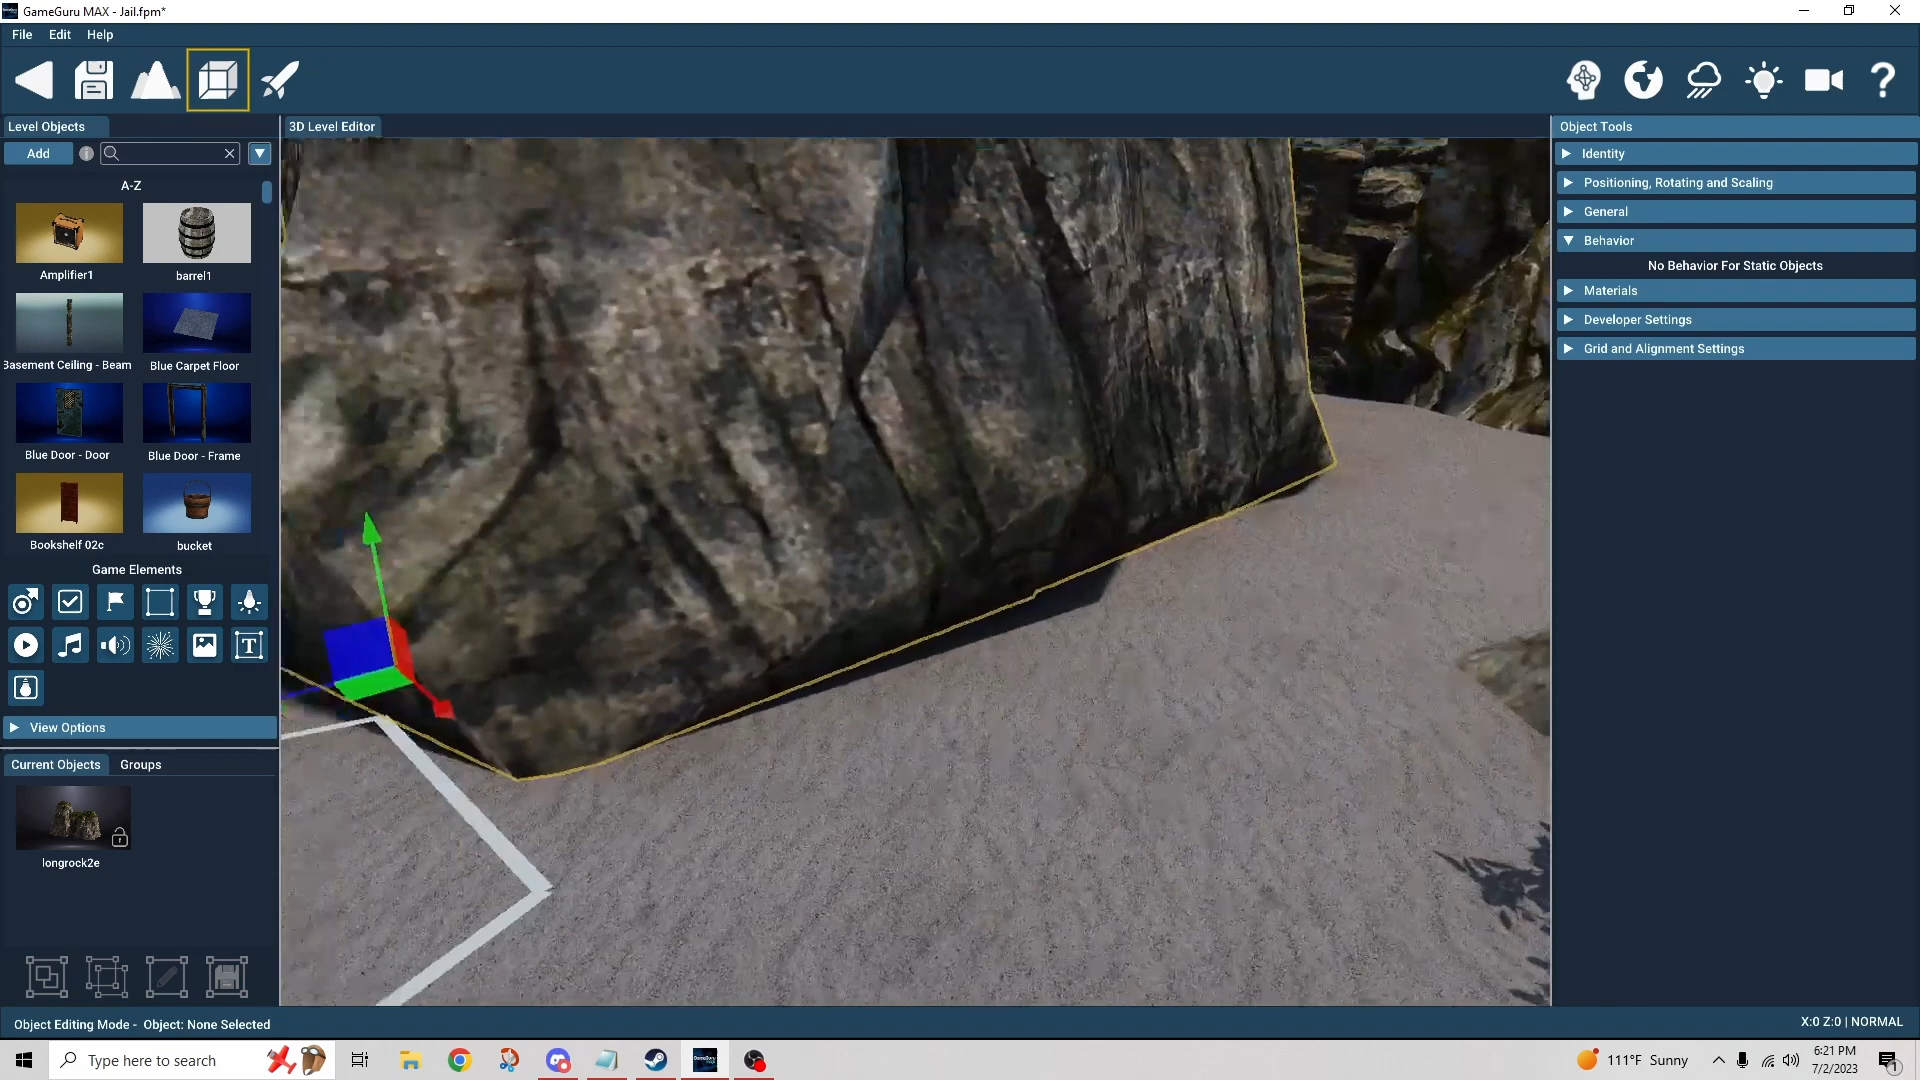 GameGuru MAX - Jail.fpm*
File Edit Help
Level Objects
3D Level Editor
Object Tools
Add
A-Z
Amplifier1
barrel1
Basement Ceiling - Beam
Blue Carpet Floor
Blue Door - Door
Blue Door - Frame
Bookshelf 02c
bucket
Game Elements
View Options
Current Objects Groups
longrock2e
Identity
Positioning, Rotating and Scaling
General
Behavior
No Behavior For Static Objects
Materials
Developer Settings
Grid and Alignment Settings
Object Editing Mode - Object: None Selected
X:0 Z:0 | NORMAL
Type here to search
111°F Sunny
6:21 PM
7/2/2023